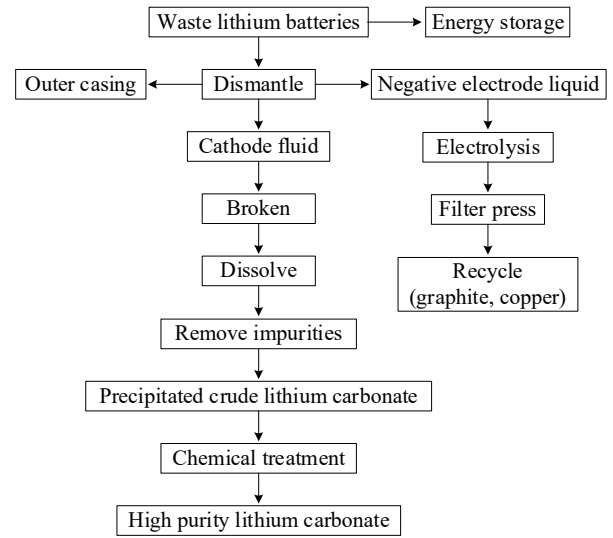 Waste lithium batteries
Energy storage
Outer casing
Dismantle
Negative electrode liquid
Cathode fluid
Electrolysis
Broken
Filter press
Dissolve
Recycle
(graphite, copper)
Remove impurities
Precipitated crude lithium carbonate
Chemical treatment
High purity lithium carbonate